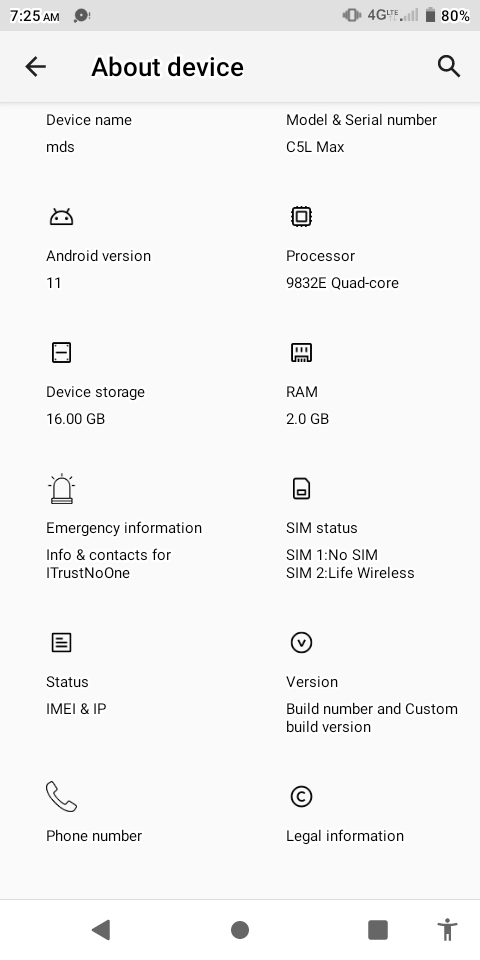 7:25 AM
4G LTE
80%
About device
Device name
mds
Model & Serial number
C5L Max
Android version
11
Processor
9832E Quad-core
Device storage
16.00 GB
RAM
2.0 GB
Emergency information
Info & contacts for
ITrustNoOne
SIM status
SIM 1:No SIM
SIM 2:Life Wireless
Status
IMEI & IP
Version
Build number and Custom
build version
Phone number
Legal information